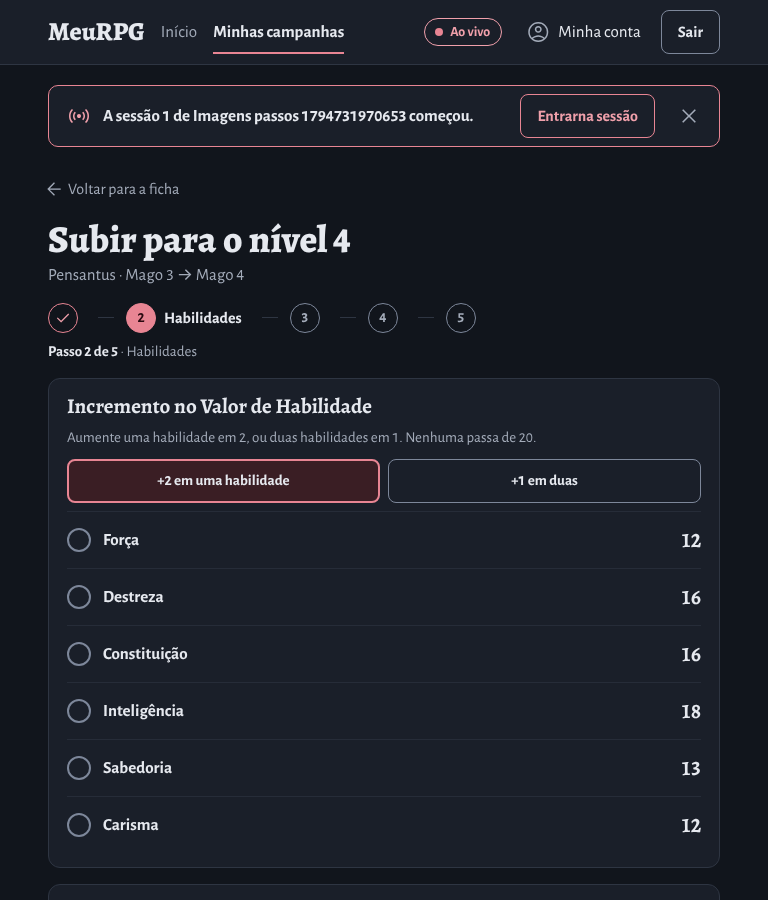 MeuRPG Início Minhas campanhas Ao vivo Minha conta Sair
A sessão 1 de Imagens passos 1794731970653 começou. Entrarna sessão
Voltar para a ficha
Subir para o nível 4
Pensantus · Mago 3 → Mago 4
2 Habilidades 3 4 5
Passo 2 de 5 · Habilidades
Incremento no Valor de Habilidade
Aumente uma habilidade em 2, ou duas habilidades em 1. Nenhuma passa de 20.
+2 em uma habilidade +1 em duas
Força 12
Destreza 16
Constituição 16
Inteligência 18
Sabedoria 13
Carisma 12